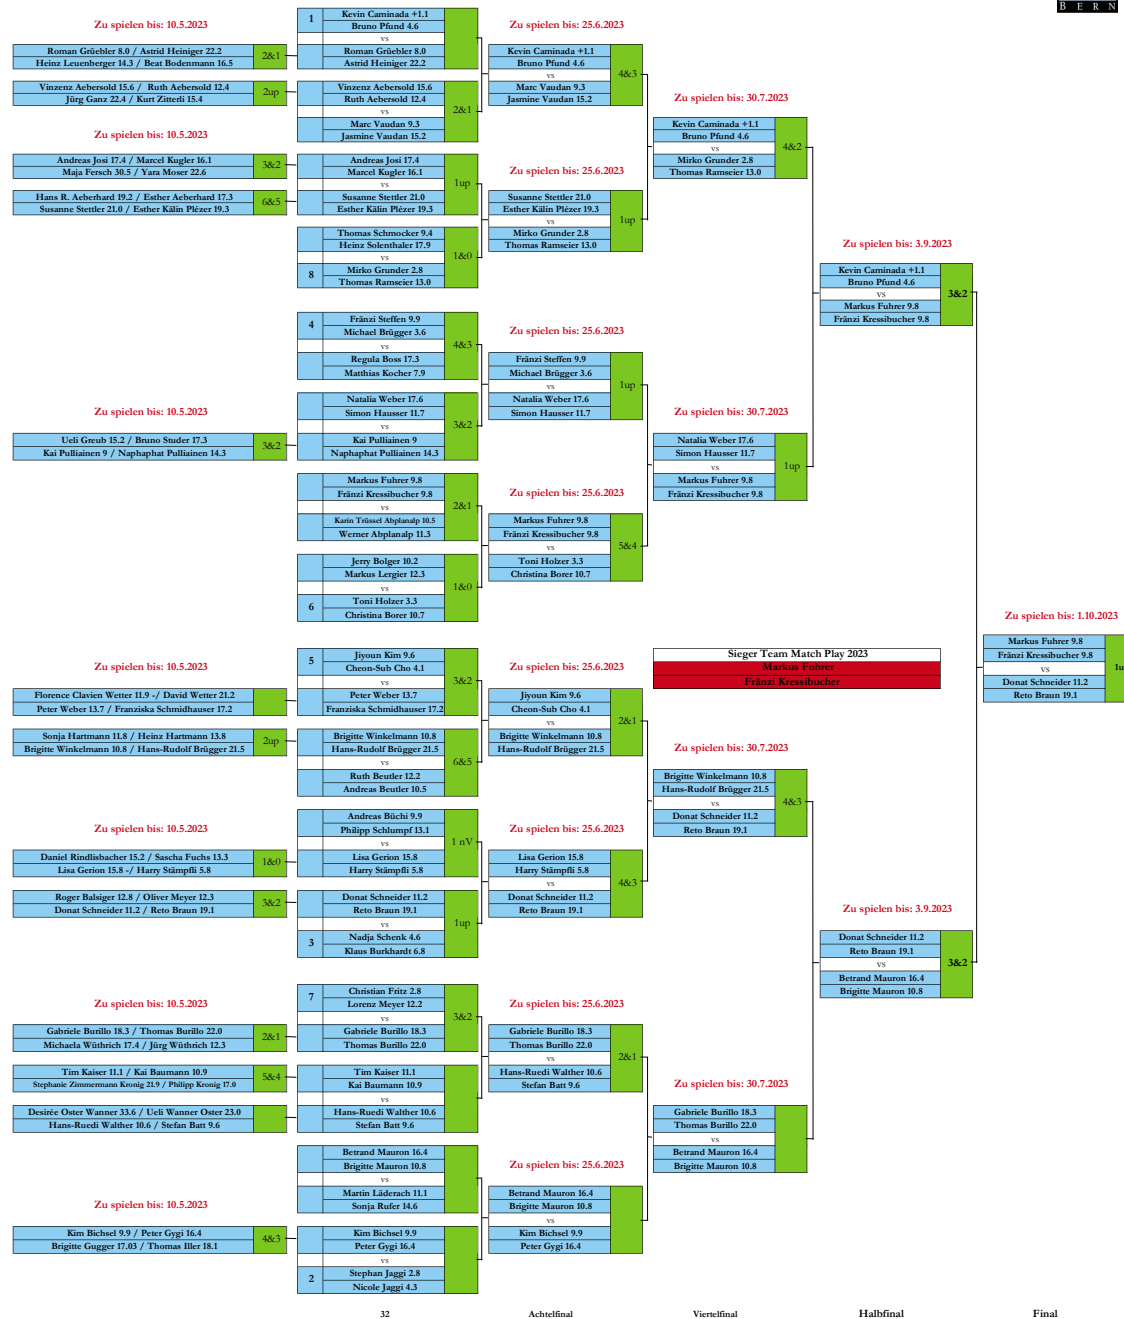 BERN
Zu spielen bis: 10.5.2023
Roman Grüebler 8.0 / Astrid Heiniger 22.2
Heinz Leuenberger 14.3 / Beat Bodenmann 16.5
2&1
Vinzenz Aebersold 15.6 / Ruth Aebersold 12.4
Jürg Ganz 22.4 / Kurt Zitterli 15.4
2up
Zu spielen bis: 10.5.2023
Andreas Josi 17.4 / Marcel Kugler 16.1
Maja Fersch 30.5 / Yara Moser 22.6
3&2
Hans R. Aeberhard 19.2 / Esther Aeberhard 17.3
Susanne Stettler 21.0 / Esther Kälin Plézer 19.3
6&5
Zu spielen bis: 10.5.2023
Ueli Greub 15.2 / Bruno Studer 17.3
Kai Pulliainen 9 / Naphaphat Pulliainen 14.3
3&2
Zu spielen bis: 10.5.2023
Florence Clavien Wetter 11.9 -/ David Wetter 21.2
Peter Weber 13.7 / Franziska Schmidhauser 17.2
Sonja Hartmann 11.8 / Heinz Hartmann 13.8
Brigitte Winkelmann 10.8 / Hans-Rudolf Brügger 21.5
2up
Zu spielen bis: 10.5.2023
Daniel Rindlisbacher 15.2 / Sascha Fuchs 13.3
Lisa Gerion 15.8 -/ Harry Stämpfli 5.8
1&0
Roger Balsiger 12.8 / Oliver Meyer 12.3
Donat Schneider 11.2 / Reto Braun 19.1
3&2
Zu spielen bis: 10.5.2023
Gabriele Burillo 18.3 / Thomas Burillo 22.0
Michaela Wüthrich 17.4 / Jürg Wüthrich 12.3
2&1
Tim Kaiser 11.1 / Kai Baumann 10.9
Stephanie Zimmermann Kronig 21.9 / Philipp Kronig 17.0
5&4
Desirée Oster Wanner 33.6 / Ueli Wanner Oster 23.0
Hans-Ruedi Walther 10.6 / Stefan Batt 9.6
Zu spielen bis: 10.5.2023
Kim Bichsel 9.9 / Peter Gygi 16.4
Brigitte Gugger 17.03 / Thomas Iller 18.1
4&3
1
Kevin Caminada +1.1
Bruno Pfund 4.6
vs
Roman Grüebler 8.0
Astrid Heiniger 22.2
Vinzenz Aebersold 15.6
Ruth Aebersold 12.4
vs
Marc Vaudan 9.3
Jasmine Vaudan 15.2
2&1
Andreas Josi 17.4
Marcel Kugler 16.1
vs
Susanne Stettler 21.0
Esther Kälin Plézer 19.3
1up
Thomas Schmocker 9.4
Heinz Solenthaler 17.9
vs
8
Mirko Grunder 2.8
Thomas Ramseier 13.0
1&0
4
Fränzi Steffen 9.9
Michael Brügger 3.6
vs
Regula Boss 17.3
Matthias Kocher 7.9
4&3
Natalia Weber 17.6
Simon Hausser 11.7
vs
Kai Pulliainen 9
Naphaphat Pulliainen 14.3
3&2
Markus Fuhrer 9.8
Fränzi Kressibucher 9.8
vs
Karin Trüssel Abplanalp 10.5
Werner Abplanalp 11.3
2&1
Jerry Bolger 10.2
Markus Lergier 12.3
vs
6
Toni Holzer 3.3
Christina Borer 10.7
1&0
5
Jiyoun Kim 9.6
Cheon-Sub Cho 4.1
vs
Peter Weber 13.7
Franziska Schmidhauser 17.2
3&2
Brigitte Winkelmann 10.8
Hans-Rudolf Brügger 21.5
vs
Ruth Beutler 12.2
Andreas Beutler 10.5
6&5
Andreas Büchi 9.9
Philipp Schlumpf 13.1
vs
Lisa Gerion 15.8
Harry Stämpfli 5.8
1 nV
Donat Schneider 11.2
Reto Braun 19.1
vs
3
Nadja Schenk 4.6
Klaus Burkhardt 6.8
1up
7
Christian Fritz 2.8
Lorenz Meyer 12.2
vs
Gabriele Burillo 18.3
Thomas Burillo 22.0
3&2
Tim Kaiser 11.1
Kai Baumann 10.9
vs
Hans-Ruedi Walther 10.6
Stefan Batt 9.6
Betrand Mauron 16.4
Brigitte Mauron 10.8
vs
Martin Läderach 11.1
Sonja Rufer 14.6
Kim Bichsel 9.9
Peter Gygi 16.4
vs
2
Stephan Jaggi 2.8
Nicole Jaggi 4.3
32
Zu spielen bis: 25.6.2023
Kevin Caminada +1.1
Bruno Pfund 4.6
vs
Marc Vaudan 9.3
Jasmine Vaudan 15.2
4&3
Zu spielen bis: 25.6.2023
Susanne Stettler 21.0
Esther Kälin Plézer 19.3
vs
Mirko Grunder 2.8
Thomas Ramseier 13.0
1up
Zu spielen bis: 25.6.2023
Fränzi Steffen 9.9
Michael Brügger 3.6
vs
Natalia Weber 17.6
Simon Hausser 11.7
1up
Zu spielen bis: 25.6.2023
Markus Fuhrer 9.8
Fränzi Kressibucher 9.8
vs
Toni Holzer 3.3
Christina Borer 10.7
5&4
Zu spielen bis: 25.6.2023
Jiyoun Kim 9.6
Cheon-Sub Cho 4.1
vs
Brigitte Winkelmann 10.8
Hans-Rudolf Brügger 21.5
2&1
Zu spielen bis: 25.6.2023
Lisa Gerion 15.8
Harry Stämpfli 5.8
vs
Donat Schneider 11.2
Reto Braun 19.1
4&3
Zu spielen bis: 25.6.2023
Gabriele Burillo 18.3
Thomas Burillo 22.0
vs
Hans-Ruedi Walther 10.6
Stefan Batt 9.6
2&1
Zu spielen bis: 25.6.2023
Betrand Mauron 16.4
Brigitte Mauron 10.8
vs
Kim Bichsel 9.9
Peter Gygi 16.4
Achtelfinal
Zu spielen bis: 30.7.2023
Kevin Caminada +1.1
Bruno Pfund 4.6
vs
Mirko Grunder 2.8
Thomas Ramseier 13.0
4&2
Zu spielen bis: 30.7.2023
Natalia Weber 17.6
Simon Hausser 11.7
vs
Markus Fuhrer 9.8
Fränzi Kressibucher 9.8
1up
Sieger Team Match Play 2023
Markus Fuhrer
Fränzi Kressibucher
Zu spielen bis: 30.7.2023
Brigitte Winkelmann 10.8
Hans-Rudolf Brügger 21.5
vs
Donat Schneider 11.2
Reto Braun 19.1
4&3
Zu spielen bis: 30.7.2023
Gabriele Burillo 18.3
Thomas Burillo 22.0
vs
Betrand Mauron 16.4
Brigitte Mauron 10.8
Viertelfinal
Zu spielen bis: 3.9.2023
Kevin Caminada +1.1
Bruno Pfund 4.6
vs
Markus Fuhrer 9.8
Fränzi Kressibucher 9.8
3&2
Zu spielen bis: 3.9.2023
Donat Schneider 11.2
Reto Braun 19.1
vs
Betrand Mauron 16.4
Brigitte Mauron 10.8
3&2
Halbfinal
Zu spielen bis: 1.10.2023
Markus Fuhrer 9.8
Fränzi Kressibucher 9.8
vs
Donat Schneider 11.2
Reto Braun 19.1
1u
Final